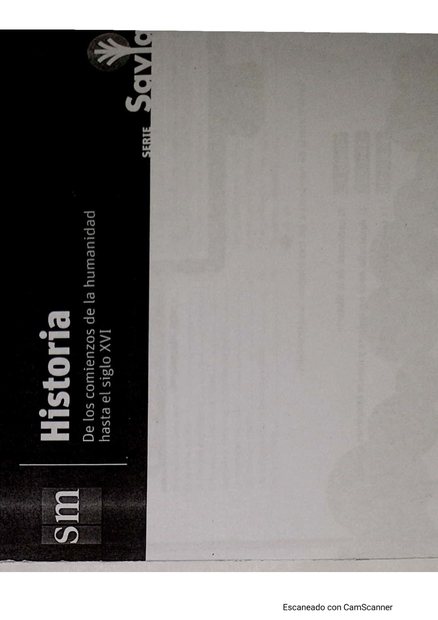 SERIE
Savia
Historia
De los comienzos de la humanidad
hasta el siglo XVI
sm
Escaneado con CamScanner